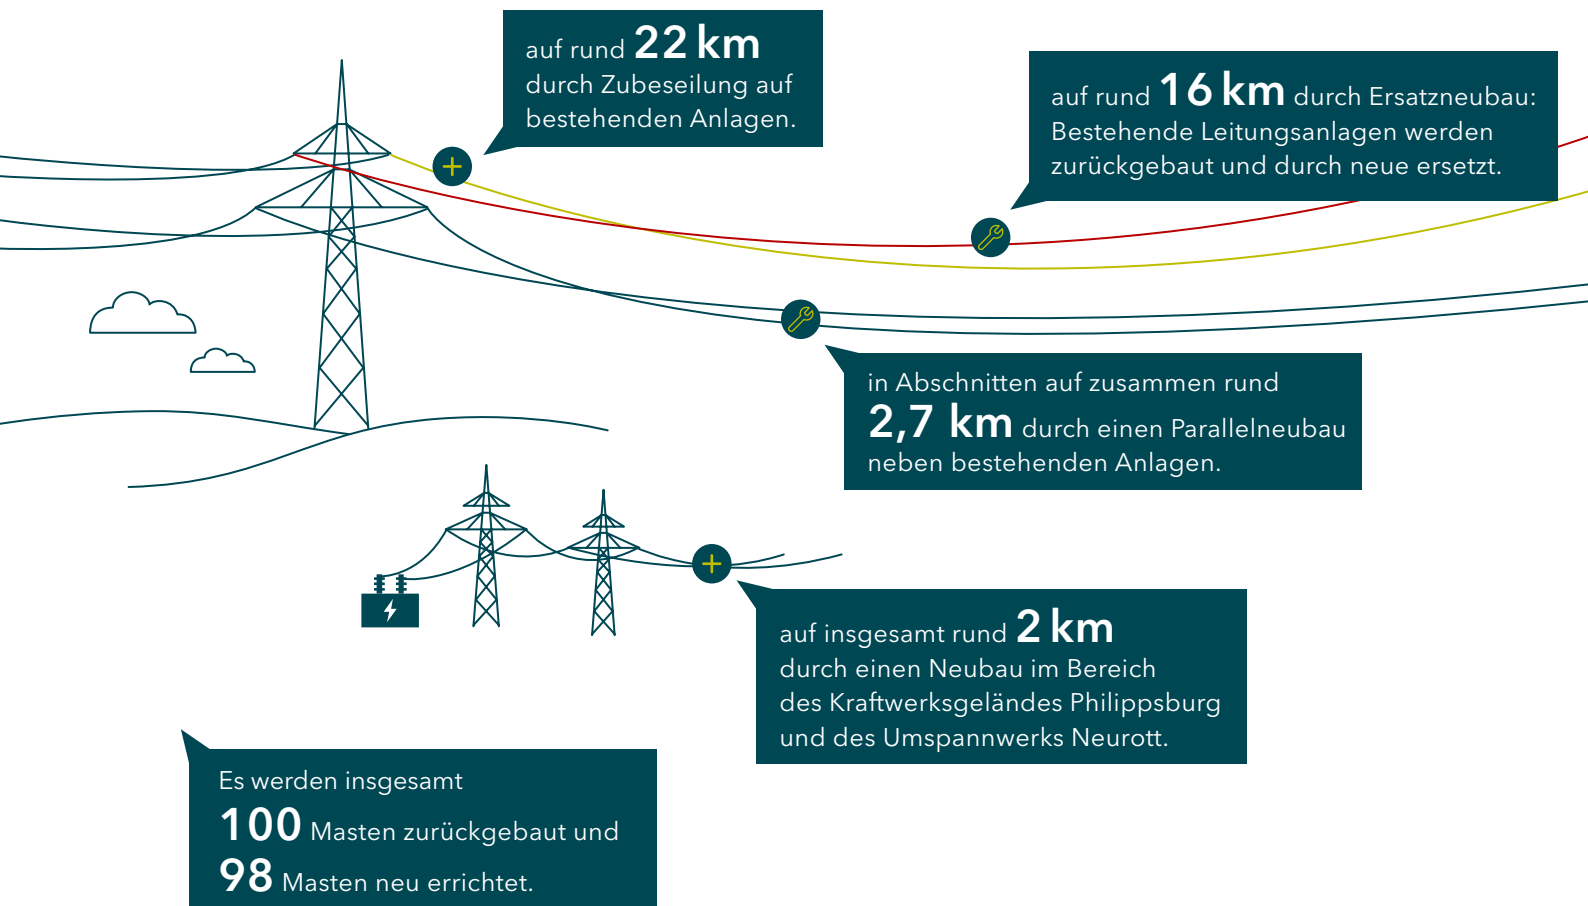 auf rund 22 km
durch Zubeseilung auf
bestehenden Anlagen.
auf rund 16 km durch Ersatzneubau:
Bestehende Leitungsanlagen werden
zurückgebaut und durch neue ersetzt.
in Abschnitten auf zusammen rund
2,7 km durch einen Parallelneubau
neben bestehenden Anlagen.
auf insgesamt rund 2 km
durch einen Neubau im Bereich
des Kraftwerksgeländes Philippsburg
und des Umspannwerks Neurott.
Es werden insgesamt
100 Masten zurückgebaut und
98 Masten neu errichtet.